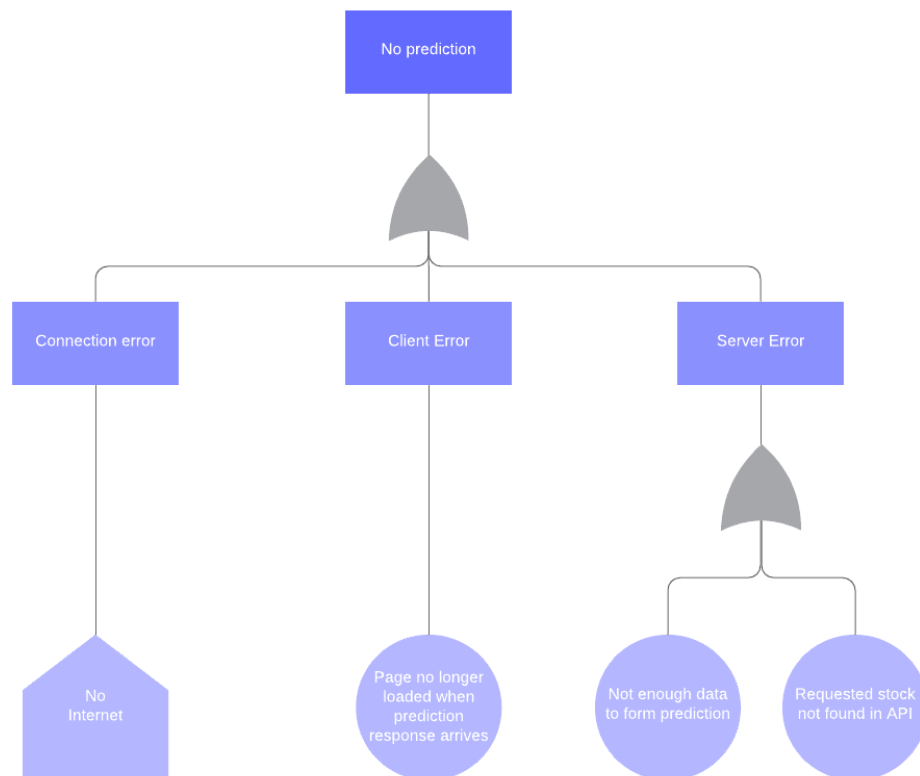 No prediction
Connection error
Client Error
Server Error
No
Internet
Page no longer
loaded when
prediction
response arrives
Not enough data
to form prediction
Requested stock
not found in API